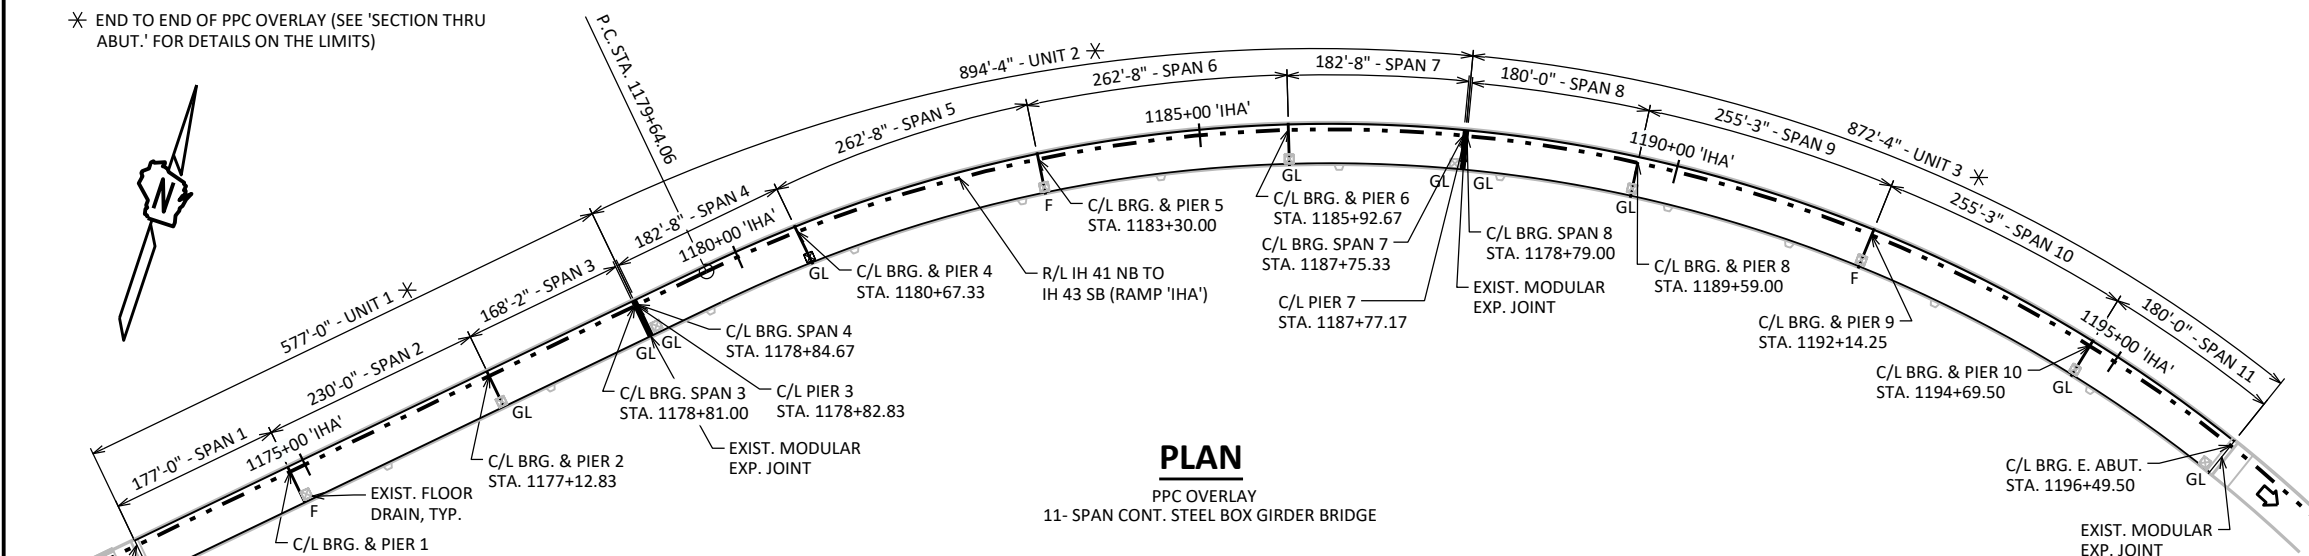 END TO END OF PPC OVERLAY (SEE 'SECTION THRU
ABUT.' FOR DETAILS ON THE LIMITS)
N
P.C. STA. 1179+64.06
577'-0" - UNIT 1
894'-4" - UNIT 2
872'-4" - UNIT 3
177'-0" - SPAN 1
230'-0" - SPAN 2
168'-2" - SPAN 3
182'-8" - SPAN 4
262'-8" - SPAN 5
262'-8" - SPAN 6
182'-8" - SPAN 7
180'-0" - SPAN 8
255'-3" - SPAN 9
255'-3" - SPAN 10
180'-0" - SPAN 11
1175+00 'IHA'
1180+00 'IHA'
1185+00 'IHA'
1190+00 'IHA'
1195+00 'IHA'
F
GL
GL
GL
GL
F
GL
GL
GL
GL
F
GL
GL
C/L BRG. & PIER 1
EXIST. FLOOR
DRAIN, TYP.
C/L BRG. & PIER 2
STA. 1177+12.83
C/L BRG. SPAN 3
STA. 1178+81.00
C/L PIER 3
STA. 1178+82.83
C/L BRG. SPAN 4
STA. 1178+84.67
EXIST. MODULAR
EXP. JOINT
C/L BRG. & PIER 4
STA. 1180+67.33
R/L IH 41 NB TO
IH 43 SB (RAMP 'IHA')
C/L BRG. & PIER 5
STA. 1183+30.00
C/L BRG. & PIER 6
STA. 1185+92.67
C/L BRG. SPAN 7
STA. 1187+75.33
C/L PIER 7
STA. 1187+77.17
C/L BRG. SPAN 8
STA. 1178+79.00
EXIST. MODULAR
EXP. JOINT
C/L BRG. & PIER 8
STA. 1189+59.00
C/L BRG. & PIER 9
STA. 1192+14.25
C/L BRG. & PIER 10
STA. 1194+69.50
C/L BRG. E. ABUT.
STA. 1196+49.50
EXIST. MODULAR
EXP. JOINT
PLAN
PPC OVERLAY
11- SPAN CONT. STEEL BOX GIRDER BRIDGE